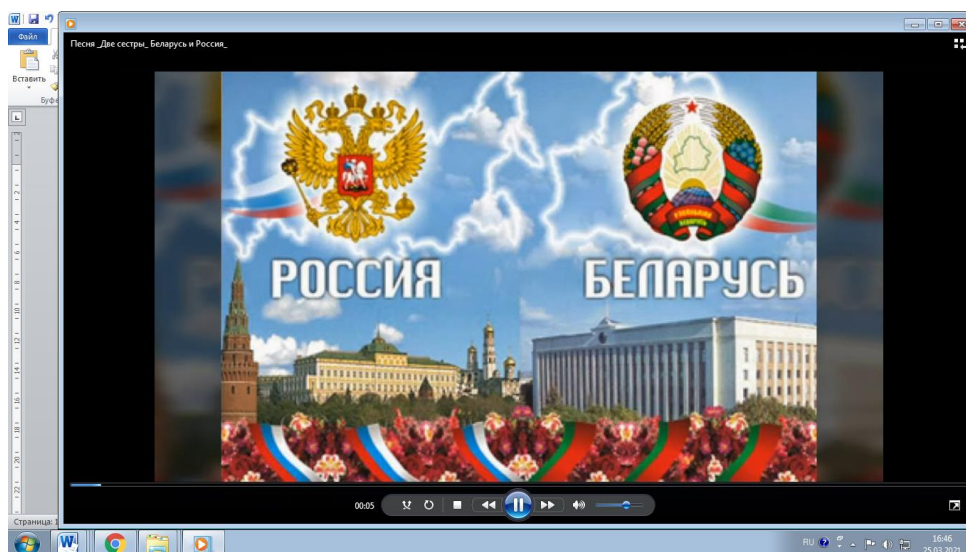 Файл
Вставить
Буфе
Страница: 1
Песня _Две сестры_ Беларусь и Россия_
РОССИЯ
БЕЛАРУСЬ
00:05
RU
16:46
25.03.2021